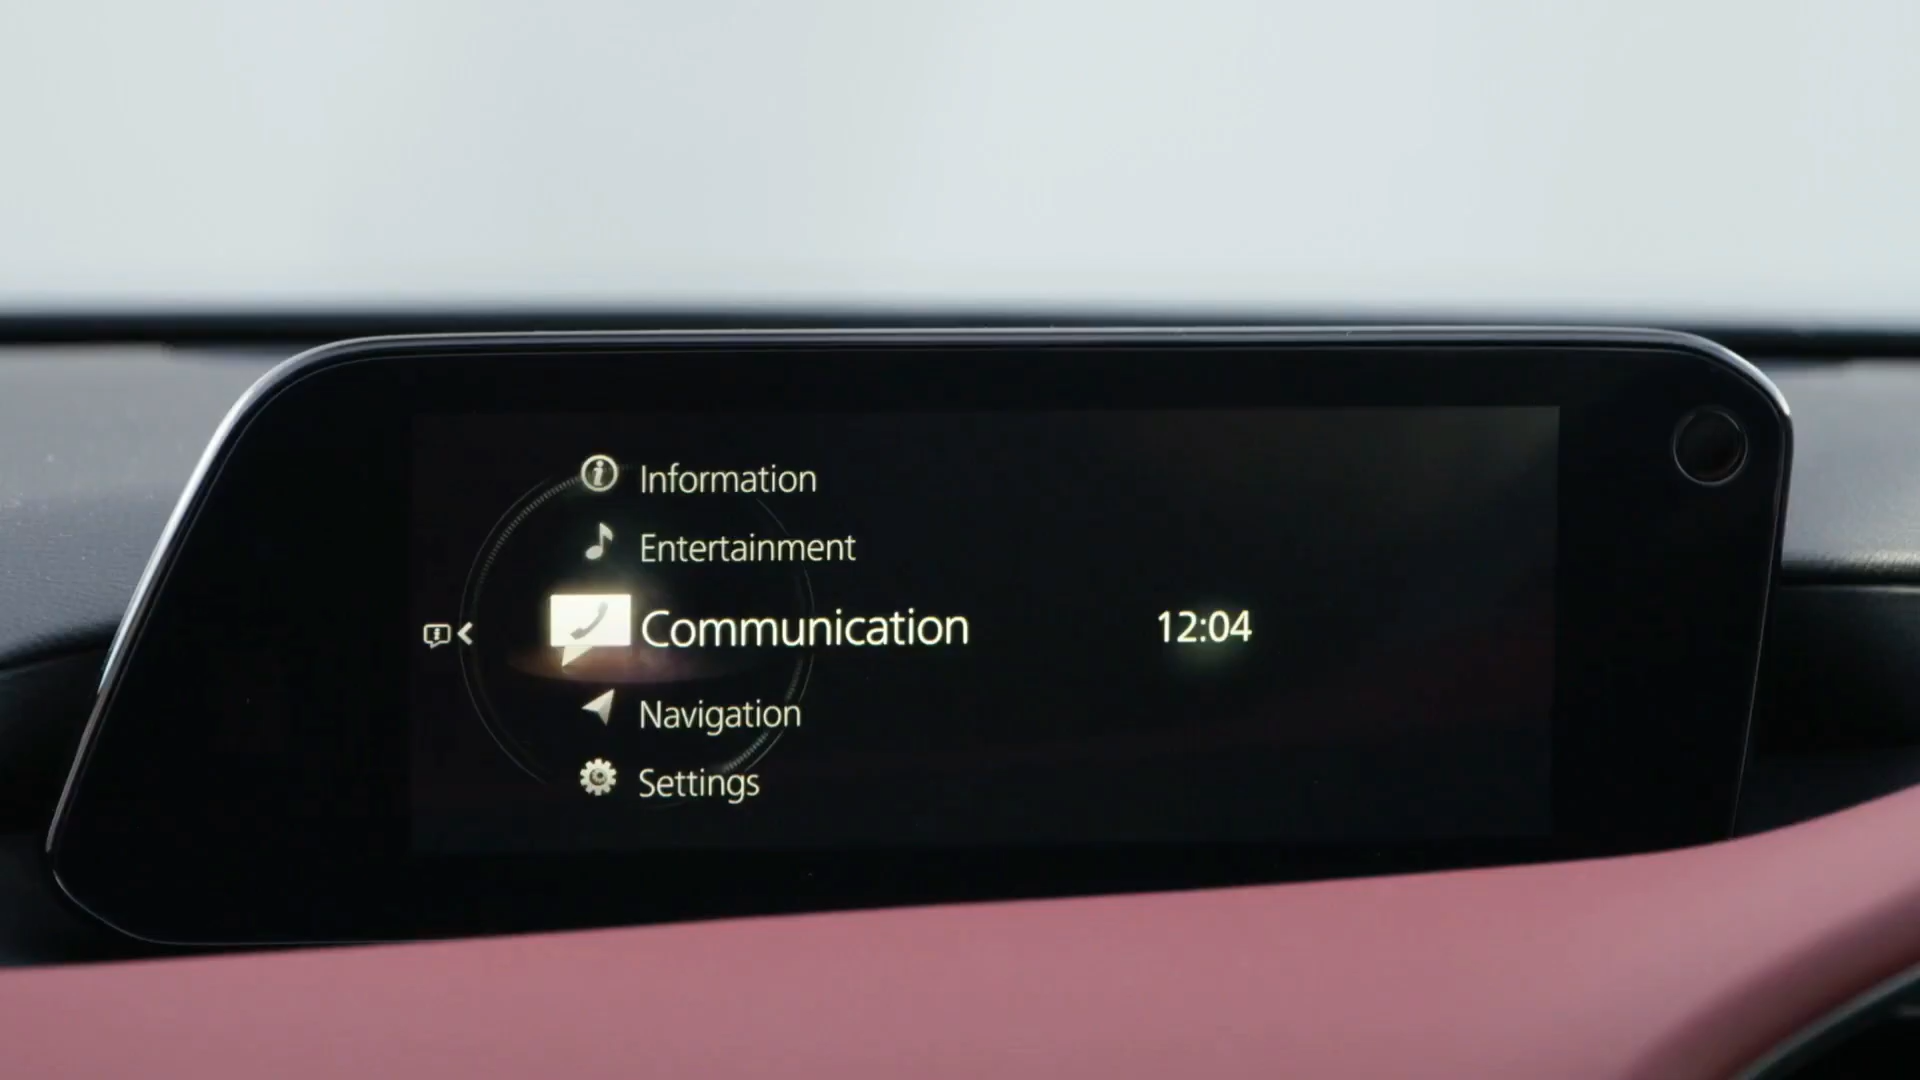 Information
Entertainment
Communication
12:04
Navigation
Settings